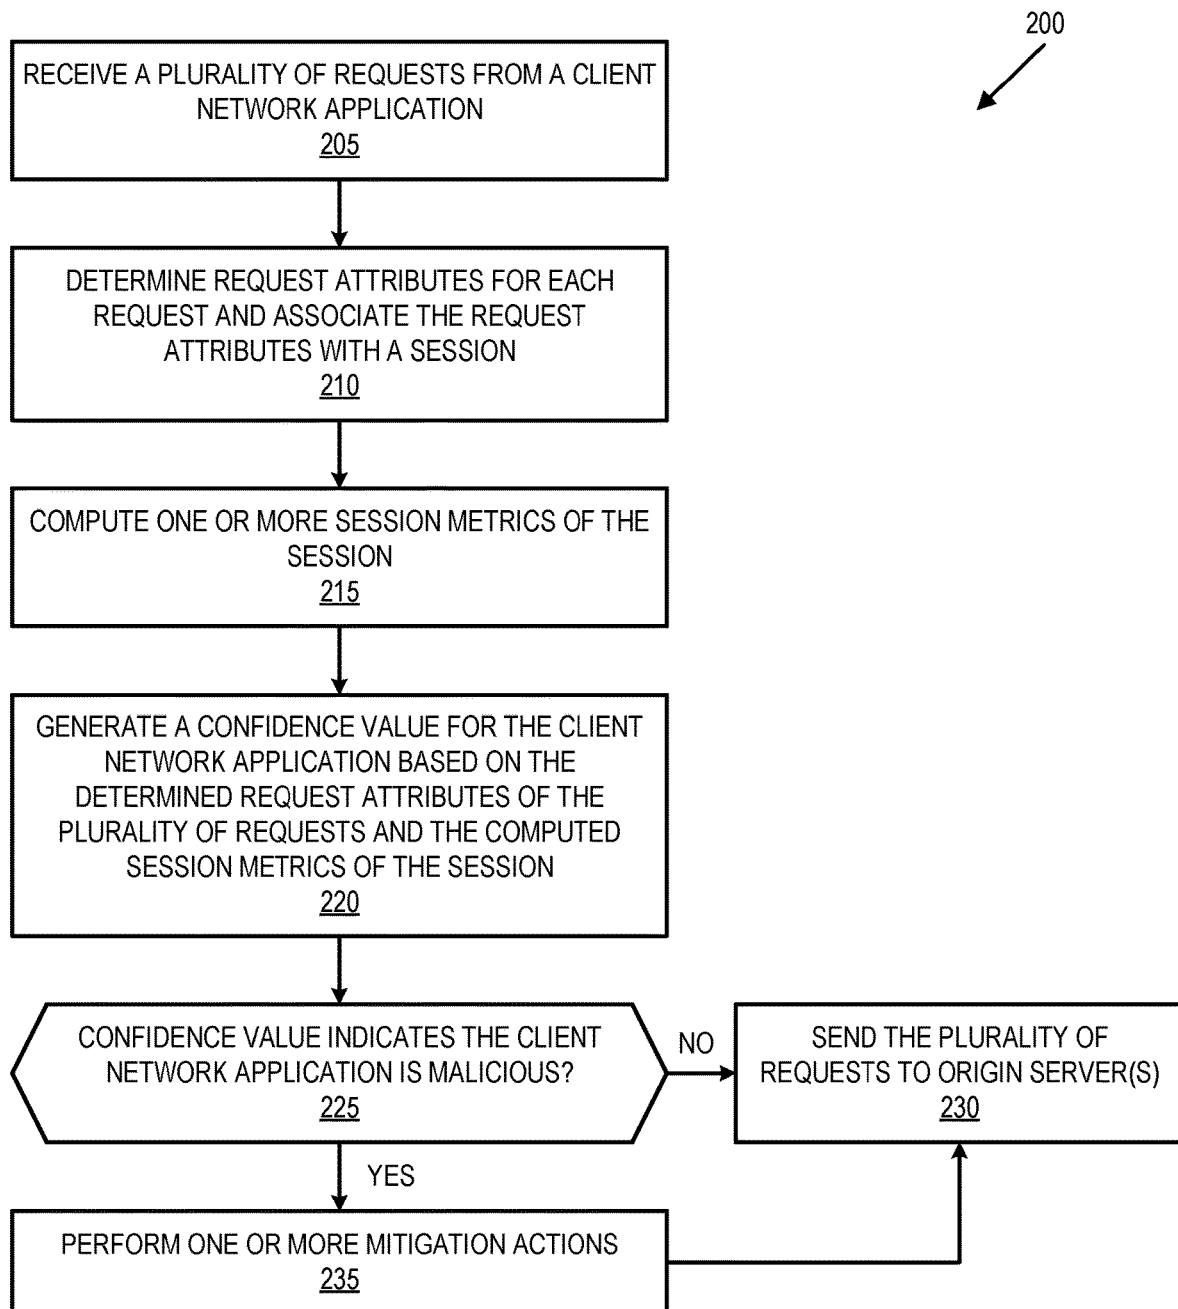 200
RECEIVE A PLURALITY OF REQUESTS FROM A CLIENT
NETWORK APPLICATION
205
DETERMINE REQUEST ATTRIBUTES FOR EACH
REQUEST AND ASSOCIATE THE REQUEST
ATTRIBUTES WITH A SESSION
210
COMPUTE ONE OR MORE SESSION METRICS OF THE
SESSION
215
GENERATE A CONFIDENCE VALUE FOR THE CLIENT
NETWORK APPLICATION BASED ON THE
DETERMINED REQUEST ATTRIBUTES OF THE
PLURALITY OF REQUESTS AND THE COMPUTED
SESSION METRICS OF THE SESSION
220
CONFIDENCE VALUE INDICATES THE CLIENT
NETWORK APPLICATION IS MALICIOUS?
225
NO
SEND THE PLURALITY OF
REQUESTS TO ORIGIN SERVER(S)
230
YES
PERFORM ONE OR MORE MITIGATION ACTIONS
235